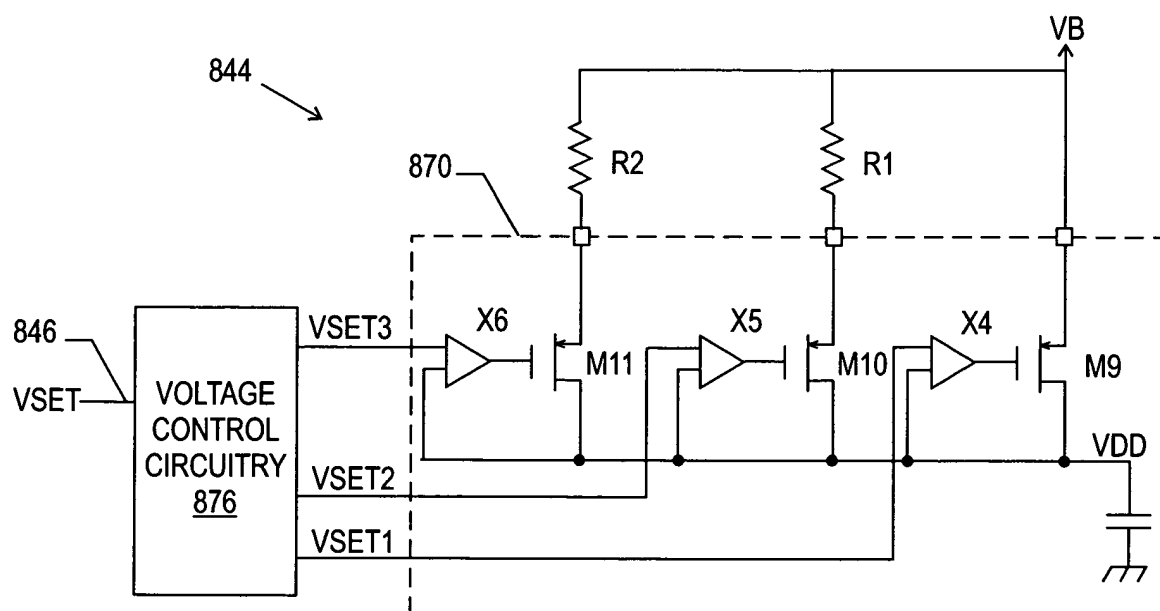 VB
844
R2
R1
870
X6
X5
X4
846
VSET3
M11
M10
M9
VSET
VOLTAGE
CONTROL
CIRCUITRY
876
VDD
VSET2
VSET1